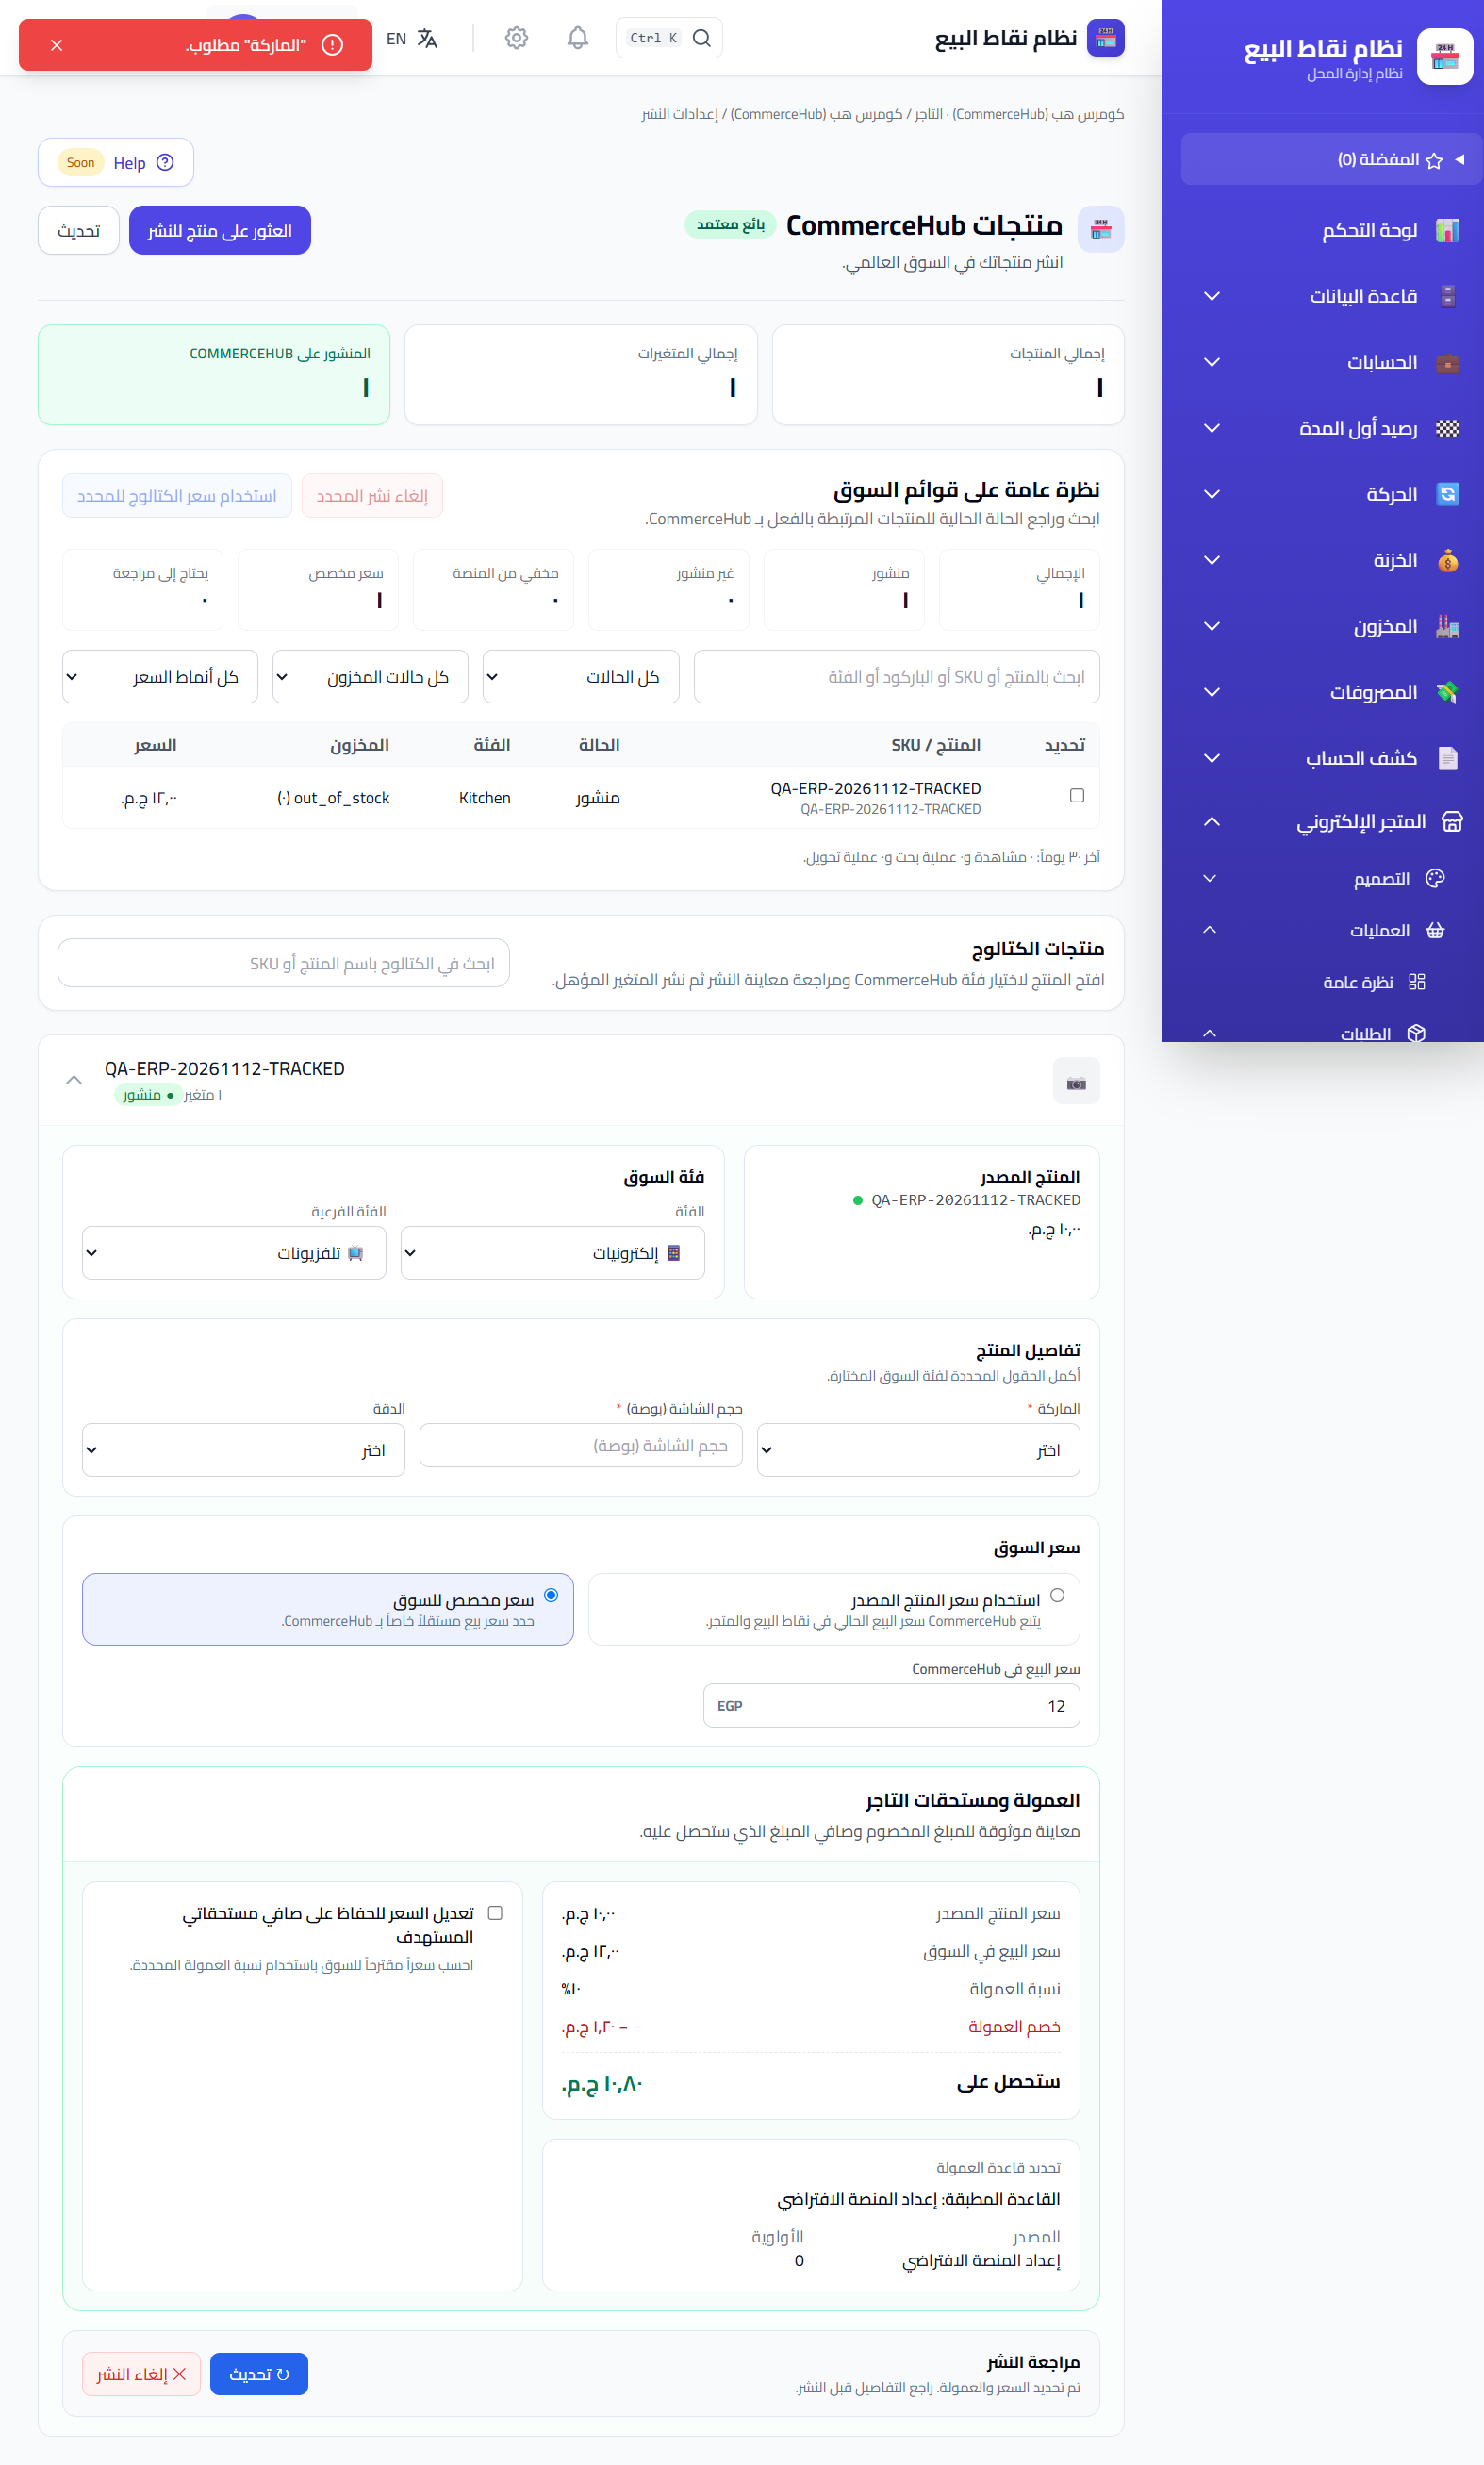 نظام نقاط البيع
نظام إدارة المحل
المفضلة (0)
لوحة التحكم
قاعدة البيانات
الحسابات
رصيد أول المدة
الحركة
الخزنة
المخزون
المصروفات
كشف الحساب
المتجر الإلكتروني
التصميم
العمليات
نظرة عامة
الطلبات
نظام نقاط البيع
Ctrl K
EN
"الماركة" مطلوب.
كومرس هب (CommerceHub) · التاجر / كومرس هب (CommerceHub) / إعدادات النشر
Help Soon
منتجات CommerceHub بائع معتمد
انشر منتجاتك في السوق العالمي.
العثور على منتج للنشر
تحديث
إجمالي المنتجات
١
إجمالي المتغيرات
١
المنشور على COMMERCEHUB
١
نظرة عامة على قوائم السوق
ابحث وراجع الحالة الحالية للمنتجات المرتبطة بالفعل بـ CommerceHub.
إلغاء نشر المحدد
استخدام سعر الكتالوج للمحدد
الإجمالي
١
منشور
١
غير منشور
٠
مخفي من المنصة
٠
سعر مخصص
١
يحتاج إلى مراجعة
٠
ابحث بالمنتج أو SKU أو الباركود أو الفئة
كل الحالات
كل حالات المخزون
كل أنماط السعر
تحديد المنتج / SKU الحالة الفئة المخزون السعر
QA-ERP-20261112-TRACKED
QA-ERP-20261112-TRACKED
منشور
Kitchen
out_of_stock (٠)
١٢٫٠٠ ج.م.
آخر ٣٠ يوماً: ٠ مشاهدة و٠ عملية بحث و٠ عملية تحويل.
منتجات الكتالوج
افتح المنتج لاختيار فئة CommerceHub ومراجعة معاينة النشر ثم نشر المتغير المؤهل.
ابحث في الكتالوج باسم المنتج أو SKU
QA-ERP-20261112-TRACKED
١ متغير ● منشور
المنتج المصدر
QA-ERP-20261112-TRACKED
١٠٫٠٠ ج.م.
فئة السوق
الفئة
إلكترونيات
الفئة الفرعية
تلفزيونات
تفاصيل المنتج
أكمل الحقول المحددة لفئة السوق المختارة.
الماركة *
اختر
حجم الشاشة (بوصة) *
حجم الشاشة (بوصة)
الدقة
اختر
سعر السوق
استخدام سعر المنتج المصدر
يتبع CommerceHub سعر البيع الحالي في نقاط البيع والمتجر.
سعر مخصص للسوق
حدد سعر بيع مستقلاً خاصاً بـ CommerceHub.
سعر البيع في CommerceHub
12 EGP
العمولة ومستحقات التاجر
معاينة موثوقة للمبلغ المخصوم وصافي المبلغ الذي ستحصل عليه.
سعر المنتج المصدر ١٠٫٠٠ ج.م.
سعر البيع في السوق ١٢٫٠٠ ج.م.
نسبة العمولة ١٠%
خصم العمولة − ١٫٢٠ ج.م.
ستحصل على ١٠٫٨٠ ج.م.
تعديل السعر للحفاظ على صافي مستحقاتي
المستهدف
احسب سعراً مقترحاً للسوق باستخدام نسبة العمولة المحددة.
تحديد قاعدة العمولة
القاعدة المطبقة: إعداد المنصة الافتراضي
المصدر
إعداد المنصة الافتراضي
الأولوية
0
مراجعة النشر
تم تحديد السعر والعمولة. راجع التفاصيل قبل النشر.
↻ تحديث
✕ إلغاء النشر